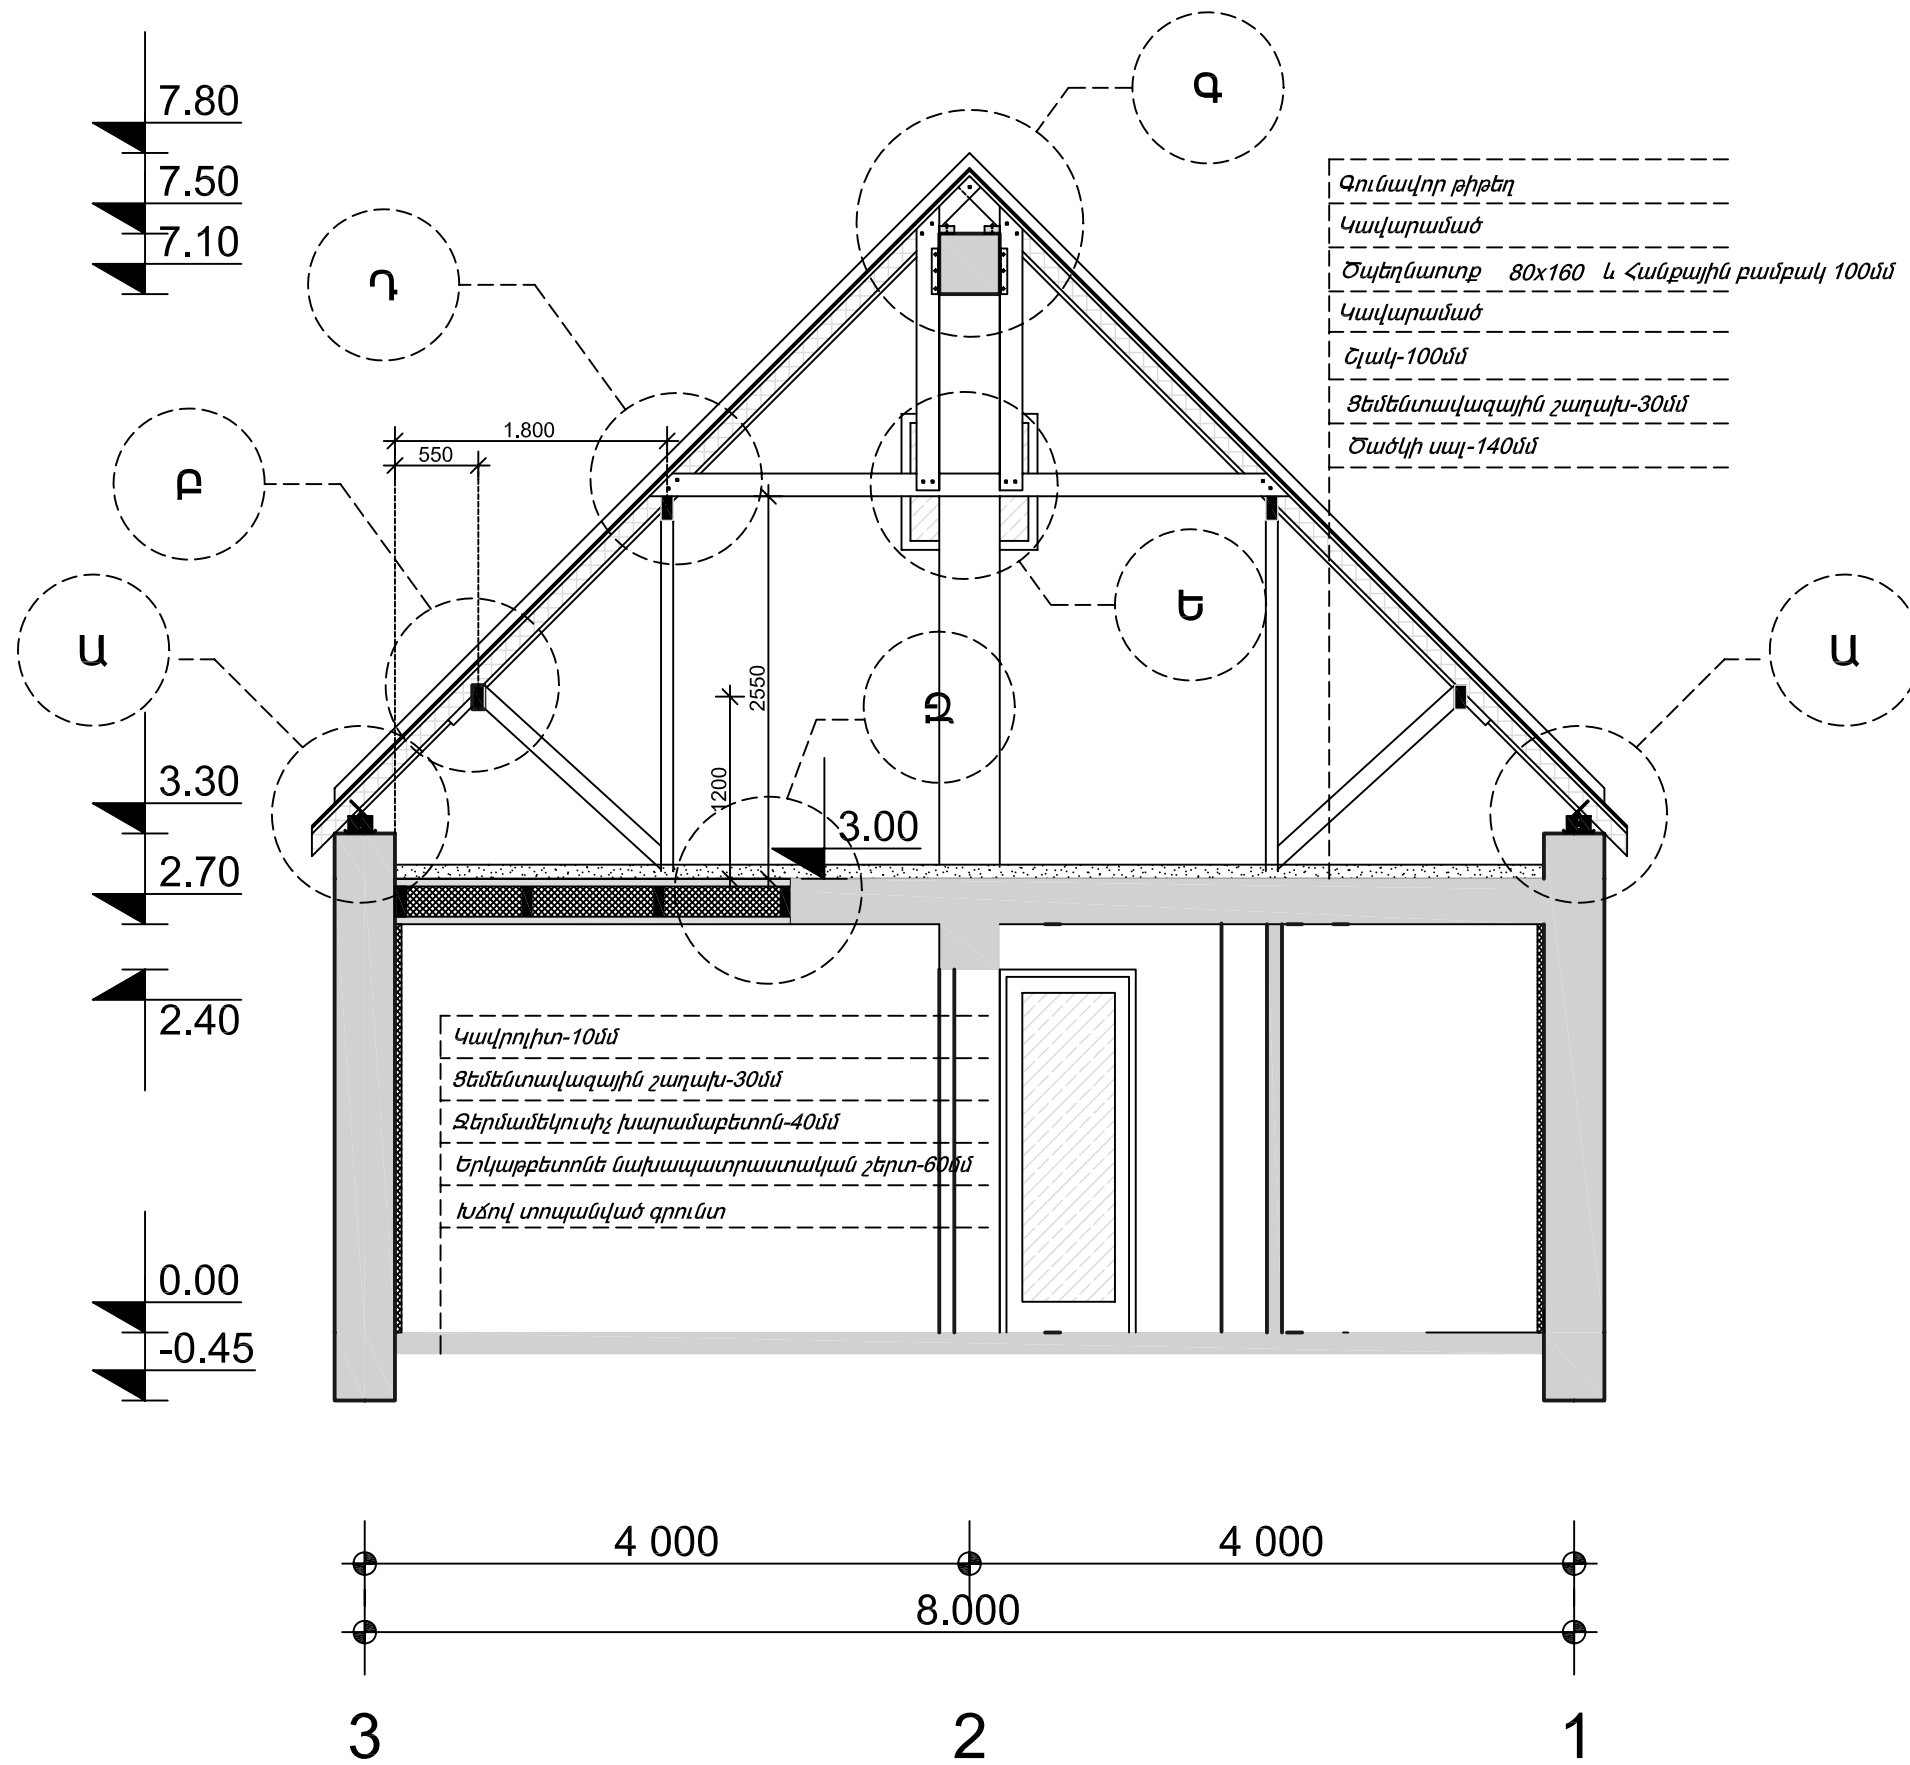 Գ
7.80
7.50
7.10
Գունավոր թիթեղ
Կավարամած
Ծպեղնաոտք 80x160 և Հանքային բամբակ 100մմ
Կավարամած
Շլակ-100մմ
Ցեմենտավազային շաղախ-30մմ
Ծածկի սալ-140մմ
Դ
1.800
550
Բ
Ե
Ա
Ա
2550
Զ
1200
3.30
3.00
2.70
2.40
Կավրոլիտ-10մմ
Ցեմենտավազային շաղախ-30մմ
Ջերմամեկուսիչ խարամաբետոն-40մմ
Երկաթբետոնե նախապատրաստական շերտ-60մմ
Խճով տոպանված գրունտ
0.00
-0.45
4 000 4 000
8.000
3 2 1